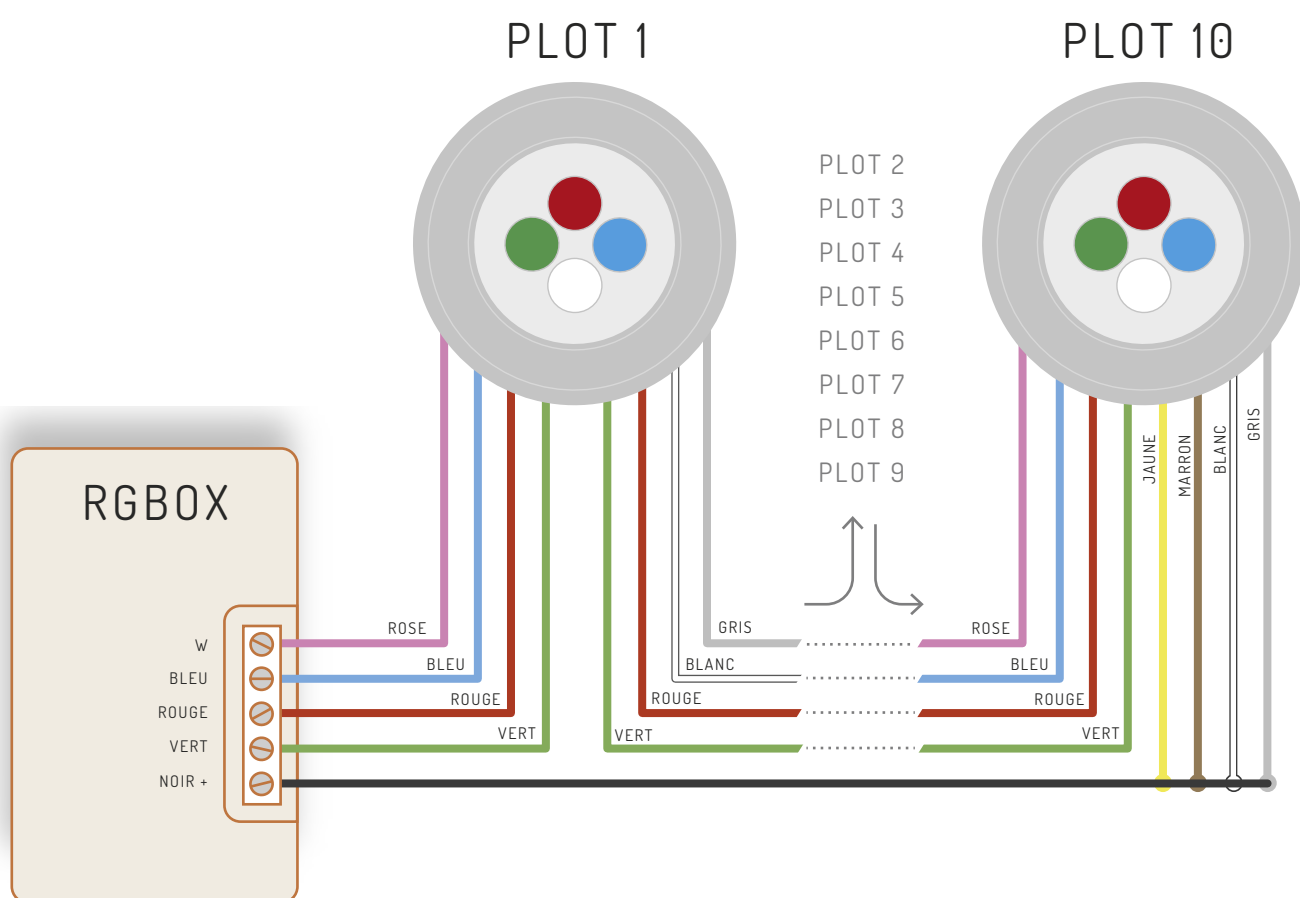 PLOT 1
PLOT 10
PLOT 2
PLOT 3
PLOT 4
PLOT 5
PLOT 6
PLOT 7
PLOT 8
PLOT 9
JAUNE
MARRON
BLANC
GRIS
RGBOX
W
BLEU
ROUGE
VERT
NOIR +
ROSE
BLEU
ROUGE
VERT
GRIS
BLANC
ROUGE
VERT
ROSE
BLEU
ROUGE
VERT